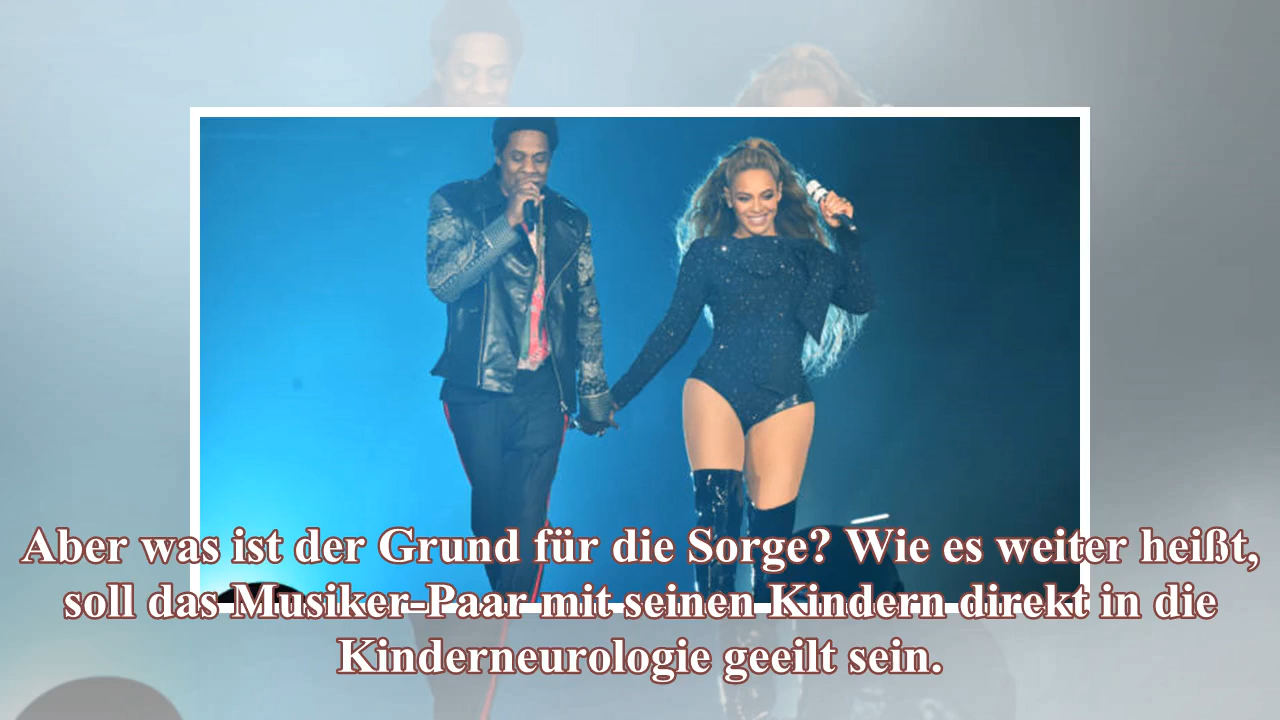 Aber was ist der Grund für die Sorge? Wie es weiter heißt,
soll das Musiker-Paar mit seinen Kindern direkt in die
Kinderneurologie geeilt sein.